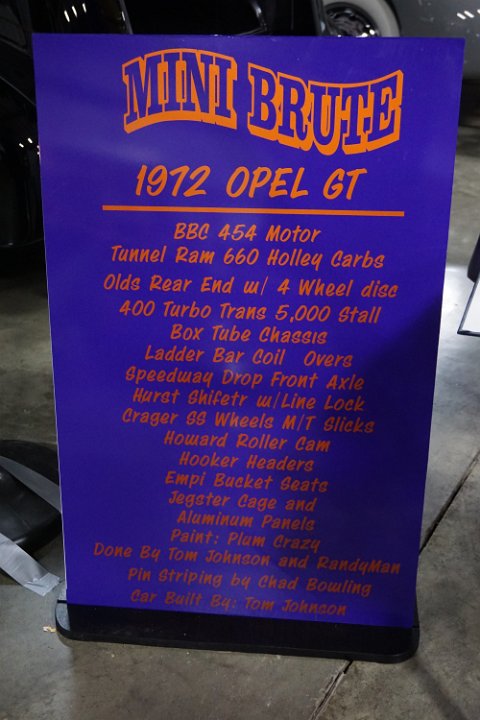 MINI BRUTE
1972 OPEL GT
BBC 454 Motor
Tunnel Ram 660 Holley Carbs
Olds Rear End w/ 4 Wheel disc
400 Turbo Trans 5,000 Stall
Box Tube Chassis
Ladder Bar Coil Overs
Speedway Drop Front Axle
Hurst Shifetr w/Line Lock
Crager SS Wheels M/T Slicks
Howard Roller Cam
Hooker Headers
Empi Bucket Seats
Jegster Cage and
Aluminum Panels
Paint: Plum Crazy
Done By Tom Johnson and RandyMan
Pin Striping by Chad Bowling
Car Built By: Tom Johnson